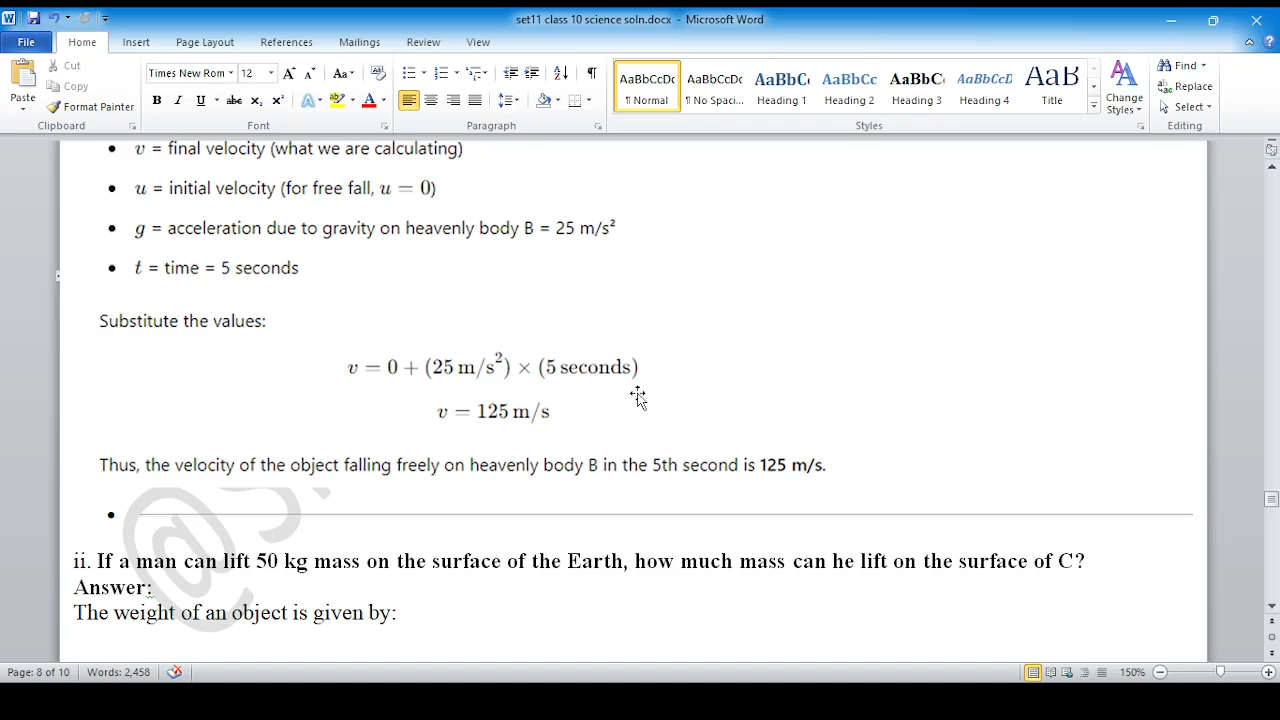 set11 class 10 science soln.docx - Microsoft Word
File Home Insert Page Layout References Mailings Review View
Paste Cut Copy Format Painter
Times New Rom 12
AaBbCcDc AaBbCcDc AaBbC AaBbCc AaBbC AaBbCcD AaB
¶ Normal ¶ No Spaci... Heading 1 Heading 2 Heading 3 Heading 4 Title
Change Styles
Find Replace Select
Clipboard Font Paragraph Styles Editing
• v = final velocity (what we are calculating)
• u = initial velocity (for free fall, u = 0)
• g = acceleration due to gravity on heavenly body B = 25 m/s²
• t = time = 5 seconds
Substitute the values:
v = 0 + (25 m/s²) × (5 seconds)
v = 125 m/s
Thus, the velocity of the object falling freely on heavenly body B in the 5th second is 125 m/s.
ii. If a man can lift 50 kg mass on the surface of the Earth, how much mass can he lift on the surface of C?
Answer:
The weight of an object is given by:
Page: 8 of 10 Words: 2,458 150%